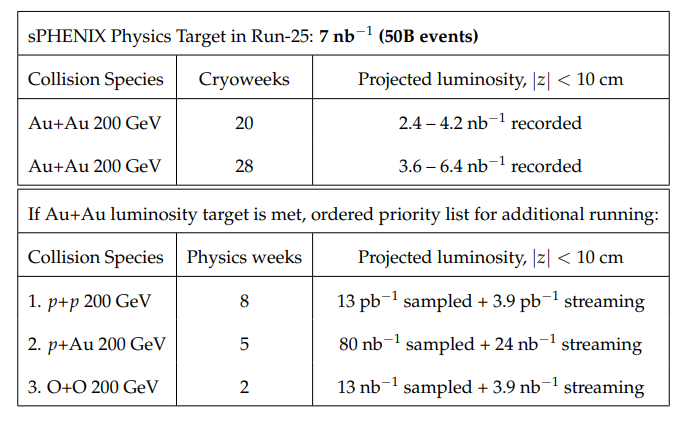 sPHENIX Physics Target in Run-25: 7 nb⁻¹ (50B events)
Collision Species Cryoweeks Projected luminosity, |z| < 10 cm
Au+Au 200 GeV 20 2.4 – 4.2 nb⁻¹ recorded
Au+Au 200 GeV 28 3.6 – 6.4 nb⁻¹ recorded
If Au+Au luminosity target is met, ordered priority list for additional running:
Collision Species Physics weeks Projected luminosity, |z| < 10 cm
1. p+p 200 GeV 8 13 pb⁻¹ sampled + 3.9 pb⁻¹ streaming
2. p+Au 200 GeV 5 80 nb⁻¹ sampled + 24 nb⁻¹ streaming
3. O+O 200 GeV 2 13 nb⁻¹ sampled + 3.9 nb⁻¹ streaming